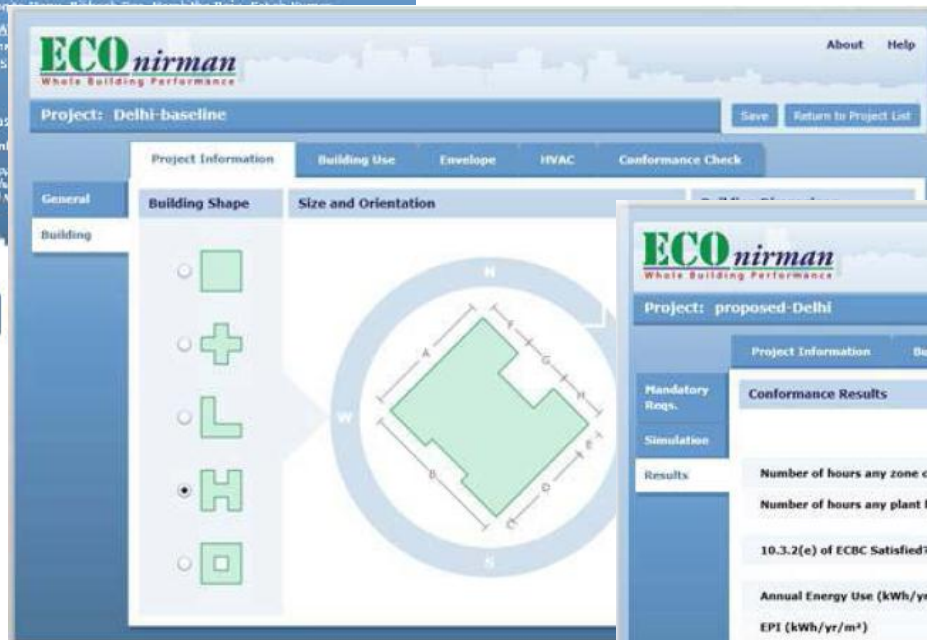 ECO nirman
Whole Building Performance
About Help
Project: Delhi-baseline
Save Return to Project List
Project Information Building Use Envelope HVAC Conformance Check
General
Building
Building Shape Size and Orientation
N
W
S
A
F
G
H
E
B
D
C
ECO nirman
Whole Building Performance
Project: proposed-Delhi
Project Information
Mandatory
Reqs.
Simulation
Results
Conformance Results
Number of hours any zone
Number of hours any plant
10.3.2(e) of ECBC Satisfied?
Annual Energy Use (kWh/yr
EPI (kWh/yr/m²)